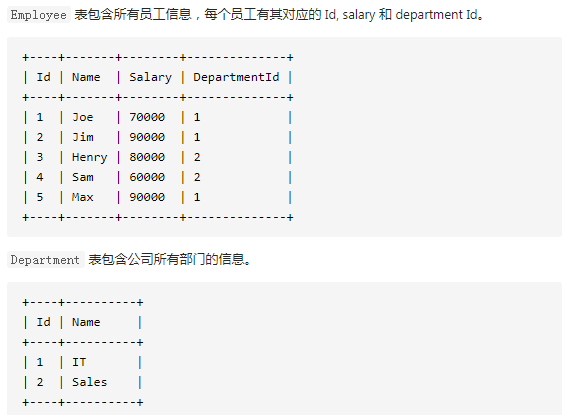 Employee 表包含所有员工信息，每个员工有其对应的 Id, salary 和 department Id。
+----+-------+--------+--------------+
| Id | Name  | Salary | DepartmentId |
+----+-------+--------+--------------+
| 1  | Joe   | 70000  | 1            |
| 2  | Jim   | 90000  | 1            |
| 3  | Henry | 80000  | 2            |
| 4  | Sam   | 60000  | 2            |
| 5  | Max   | 90000  | 1            |
+----+-------+--------+--------------+
Department 表包含公司所有部门的信息。
+----+----------+
| Id | Name     |
+----+----------+
| 1  | IT       |
| 2  | Sales    |
+----+----------+